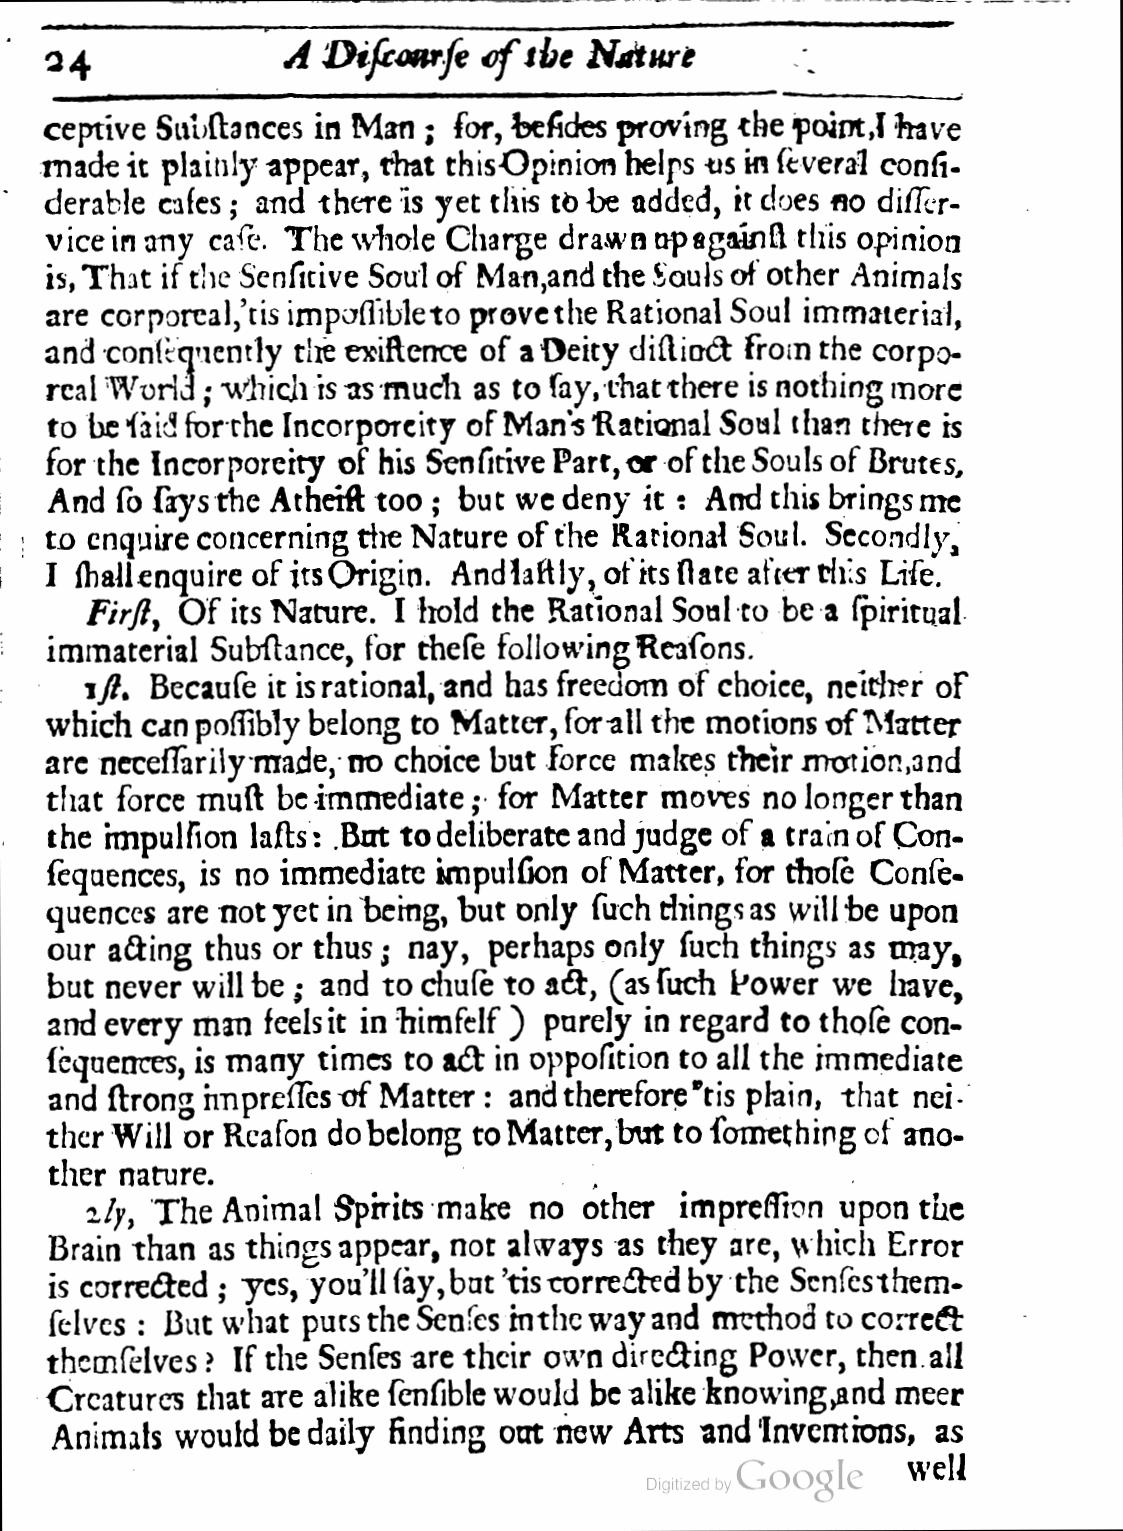 24 A Diſcourſe of the Nature
ceptive Subſtances in Man ; for, beſides proving the point,I have
made it plainly appear, that this Opinion helps us in ſeveral conſi-
derable caſes ; and there is yet this to be added, it does no diſſer-
vice in any caſe. The whole Charge drawn up againſt this opinion
is, That if the Senſitive Soul of Man,and the Souls of other Animals
are corporeal,'tis impoſſible to prove the Rational Soul immaterial,
and conſequently the exiſtence of a Deity diſtinct from the corpo-
real World ; which is as much as to ſay, that there is nothing more
to be ſaid for the Incorporeity of Man's Rational Soul than there is
for the Incorporeity of his Senſitive Part, or of the Souls of Brutes,
And ſo ſays the Atheiſt too ; but we deny it : And this brings me
to enquire concerning the Nature of the Rational Soul. Secondly,
I ſhall enquire of its Origin. And laſtly, of its ſtate after this Life.
Firſt, Of its Nature. I hold the Rational Soul to be a ſpiritual
immaterial Subſtance, for theſe following Reaſons.
1ſt. Becauſe it is rational, and has freedom of choice, neither of
which can poſſibly belong to Matter, for all the motions of Matter
are neceſſarily made, no choice but force makes their motion,and
that force muſt be immediate ; for Matter moves no longer than
the impulſion laſts : But to deliberate and judge of a train of Con-
ſequences, is no immediate impulſion of Matter, for thoſe Conſe-
quences are not yet in being, but only ſuch things as will be upon
our acting thus or thus ; nay, perhaps only ſuch things as may,
but never will be ; and to chuſe to act, (as ſuch Power we have,
and every man feels it in himſelf ) purely in regard to thoſe con-
ſequences, is many times to act in oppoſition to all the immediate
and ſtrong impreſſes of Matter : and therefore 'tis plain, that nei-
ther Will or Reaſon do belong to Matter, but to ſomething of ano-
ther nature.
2ly, The Animal Spirits make no other impreſſion upon the
Brain than as things appear, not always as they are, which Error
is corrected ; yes, you'll ſay, but 'tis corrected by the Senſes them-
ſelves : But what puts the Senſes in the way and method to correct
themſelves ? If the Senſes are their own directing Power, then all
Creatures that are alike ſenſible would be alike knowing,and meer
Animals would be daily finding out new Arts and Inventions, as
well
Digitized by Google